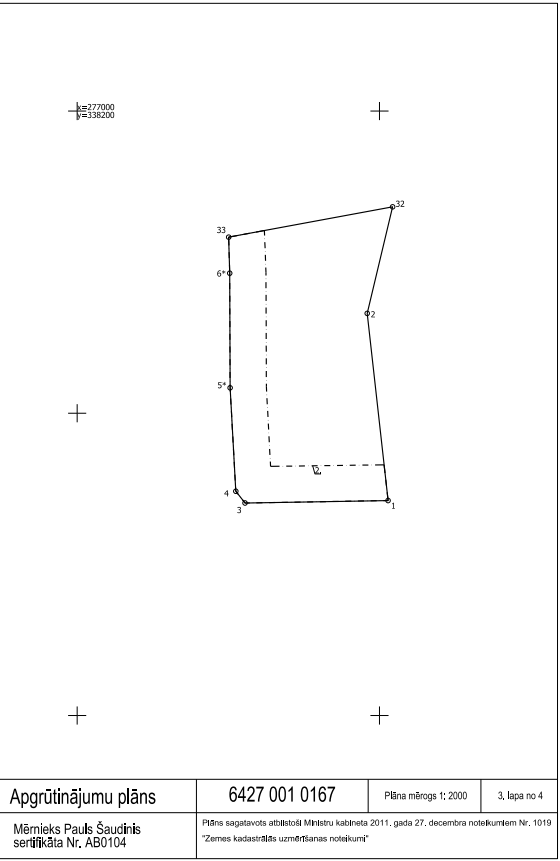 x=277000
y=338200
32
33
6*
2
5*
2
4
3
1
Apgrūtinājumu plāns
6427 001 0167
Plāna mērogs 1: 2000
3. lapa no 4
Mērnieks Pauls Šaudinis
sertifikāta Nr. AB0104
Plāns sagatavots atbilstoši Ministru kabineta 2011. gada 27. decembra noteikumiem Nr. 1019
"Zemes kadastrālās uzmērīšanas noteikumi"